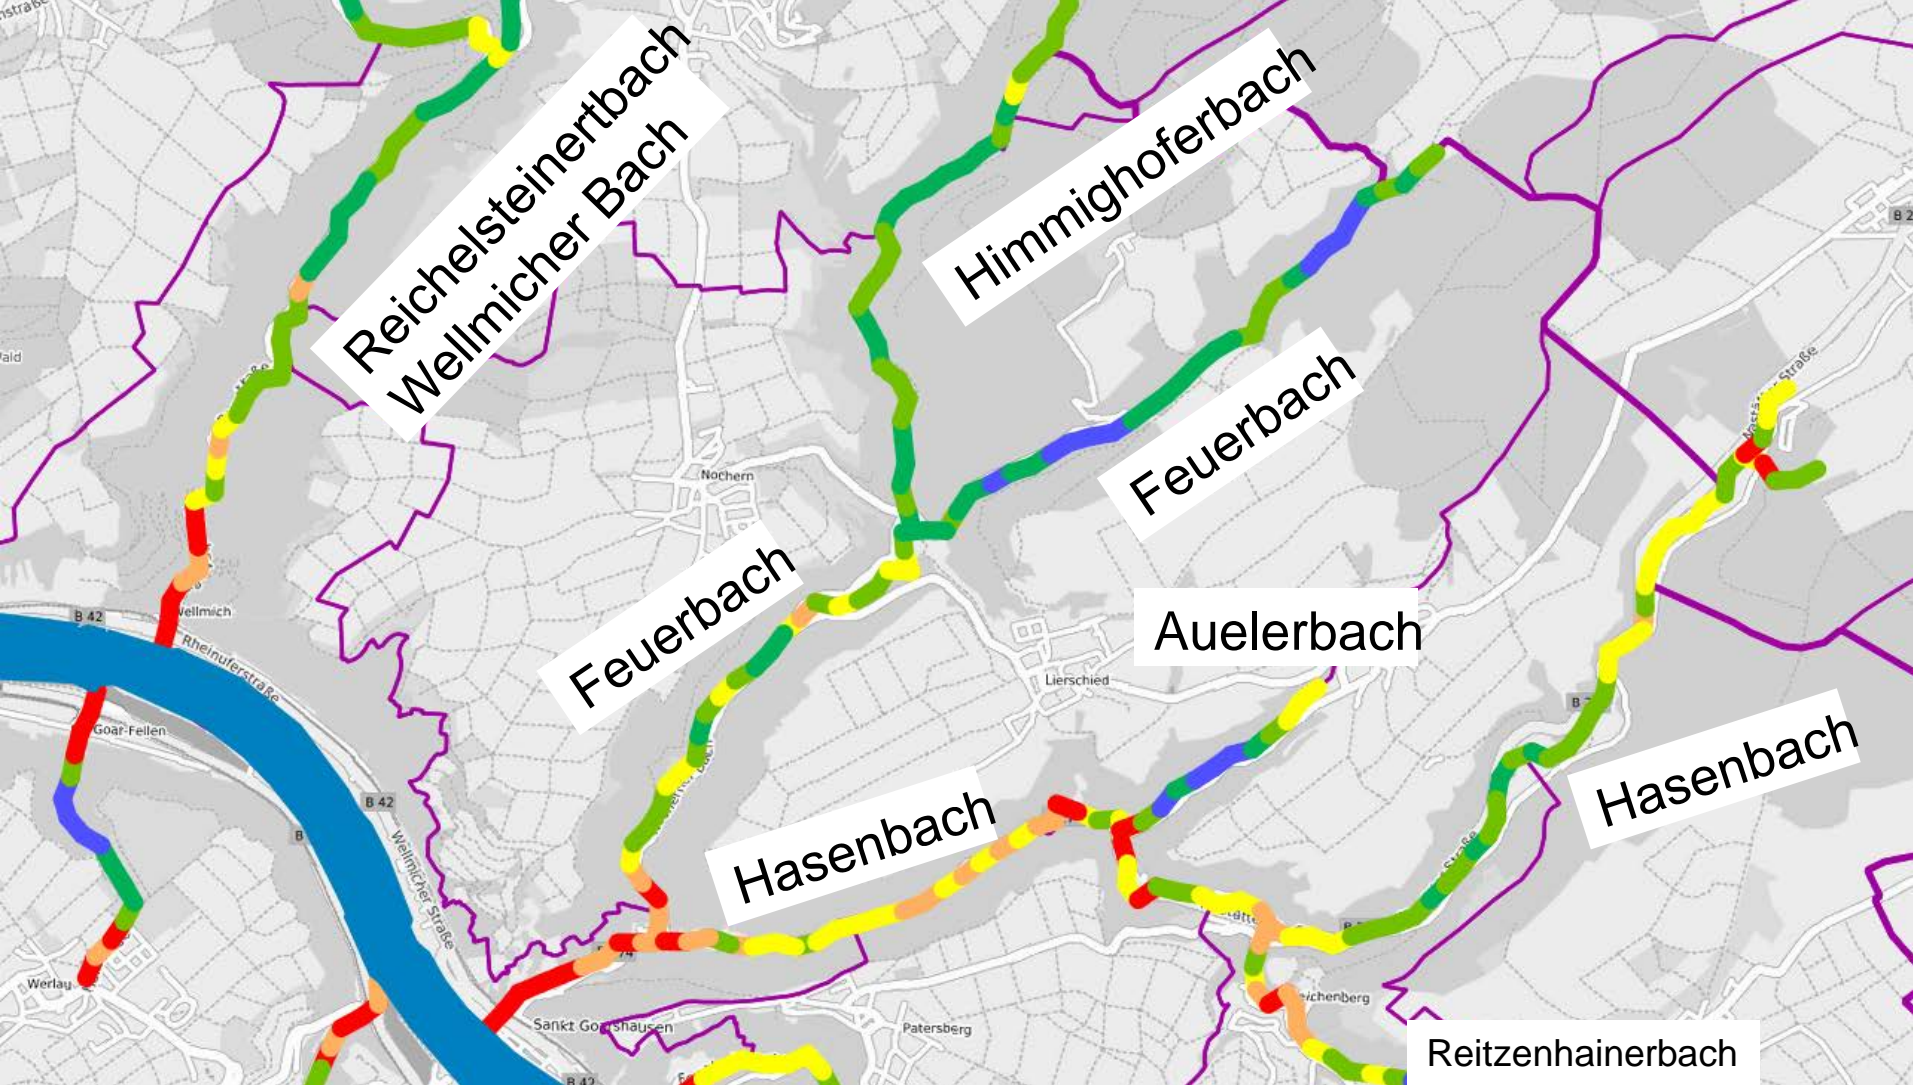 Reichelsteinertbach
Wellmicher Bach
Himmighoferbach
Feuerbach
Nochern
Feuerbach
Auelerbach
B 42
Wellmich
Rheinuferstraße
Lierschied
Goar-Fellen
Hasenbach
B 42
Hasenbach
Wellmicher Straße
Straße
Werlau
Sankt Goarshausen
Patersberg
Reitzenhainerbach
B 42